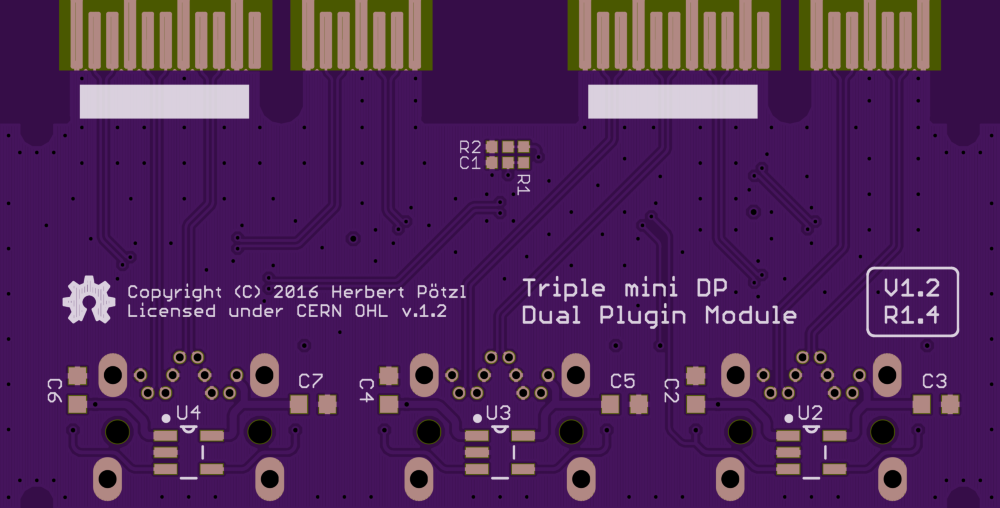 R2
C1
R1
Copyright (C) 2016 Herbert Pötzl
Licensed under CERN OHL v.1.2
Triple mini DP
Dual Plugin Module
V1.2
R1.4
C6
U4
C7
C4
U3
C5
C2
U2
C3